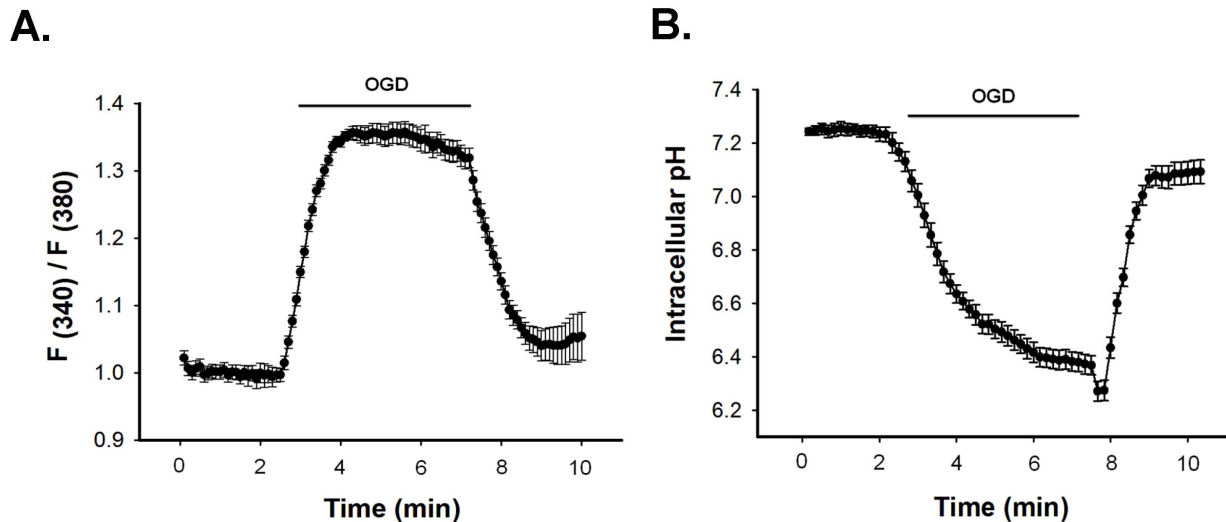 A.
OGD
1.4
1.3
1.2
1.1
1.0
0.9
F (340) / F (380)
0 2 4 6 8 10
Time (min)
B.
OGD
7.4
7.2
7.0
6.8
6.6
6.4
6.2
Intracellular pH
0 2 4 6 8 10
Time (min)